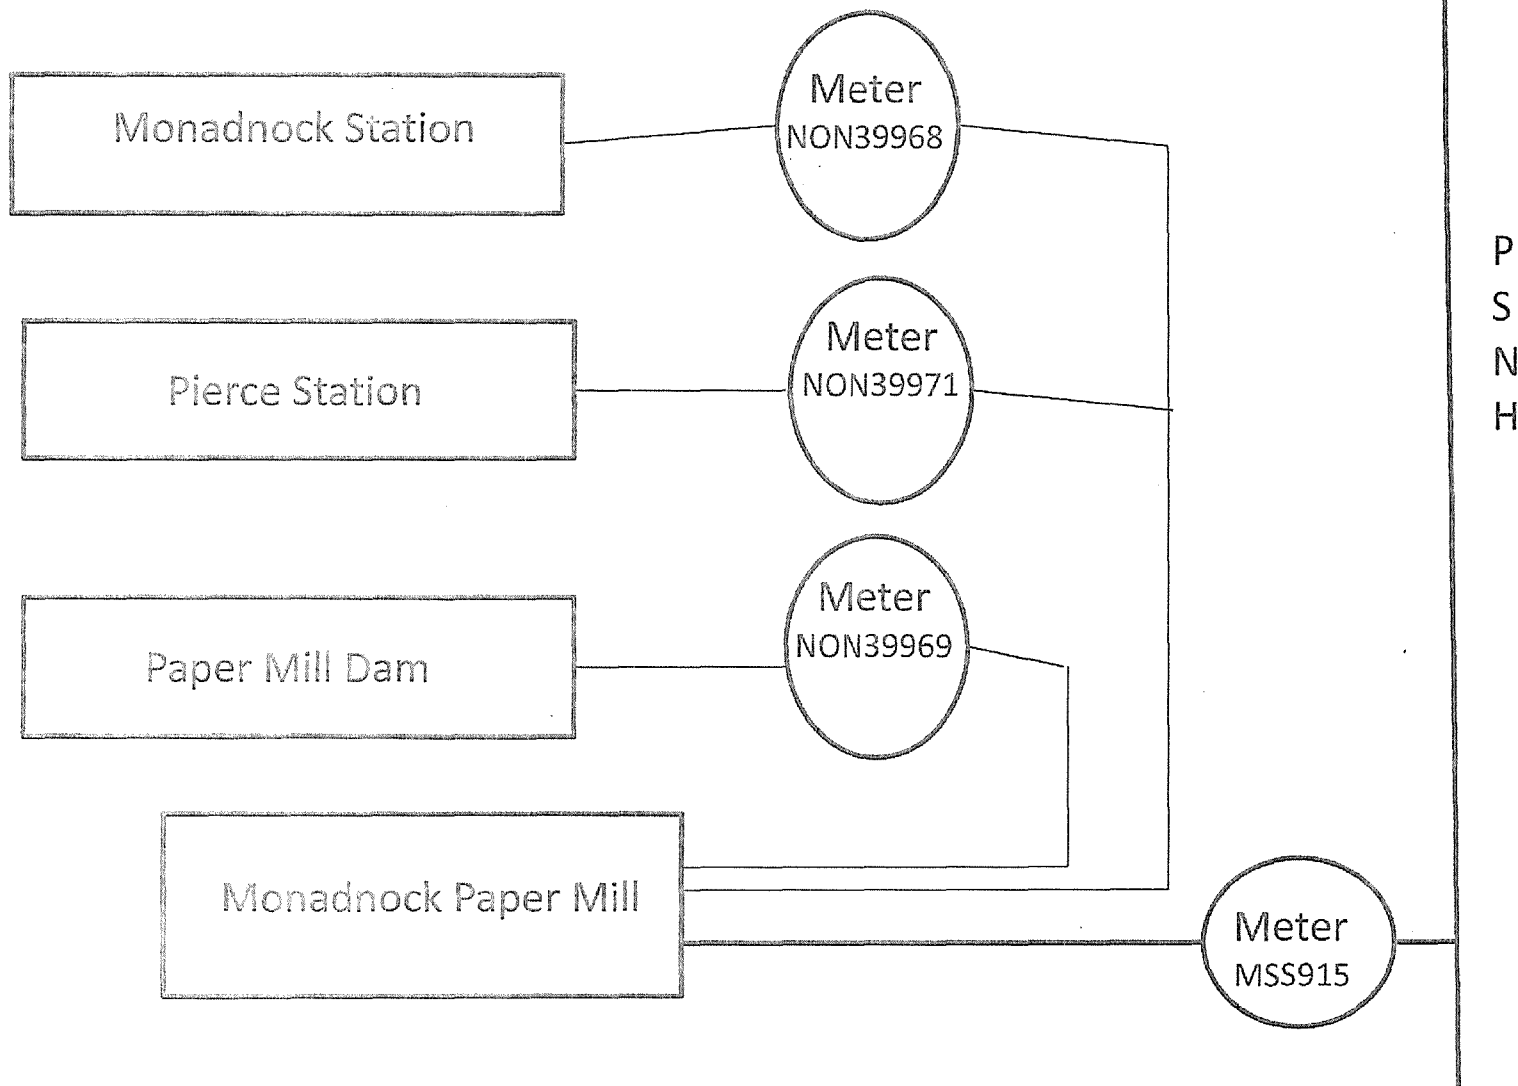 Monadnock Station
Meter
NON39968
Pierce Station
Meter
NON39971
Paper Mill Dam
Meter
NON39969
Monadnock Paper Mill
Meter
MSS915
P
S
N
H